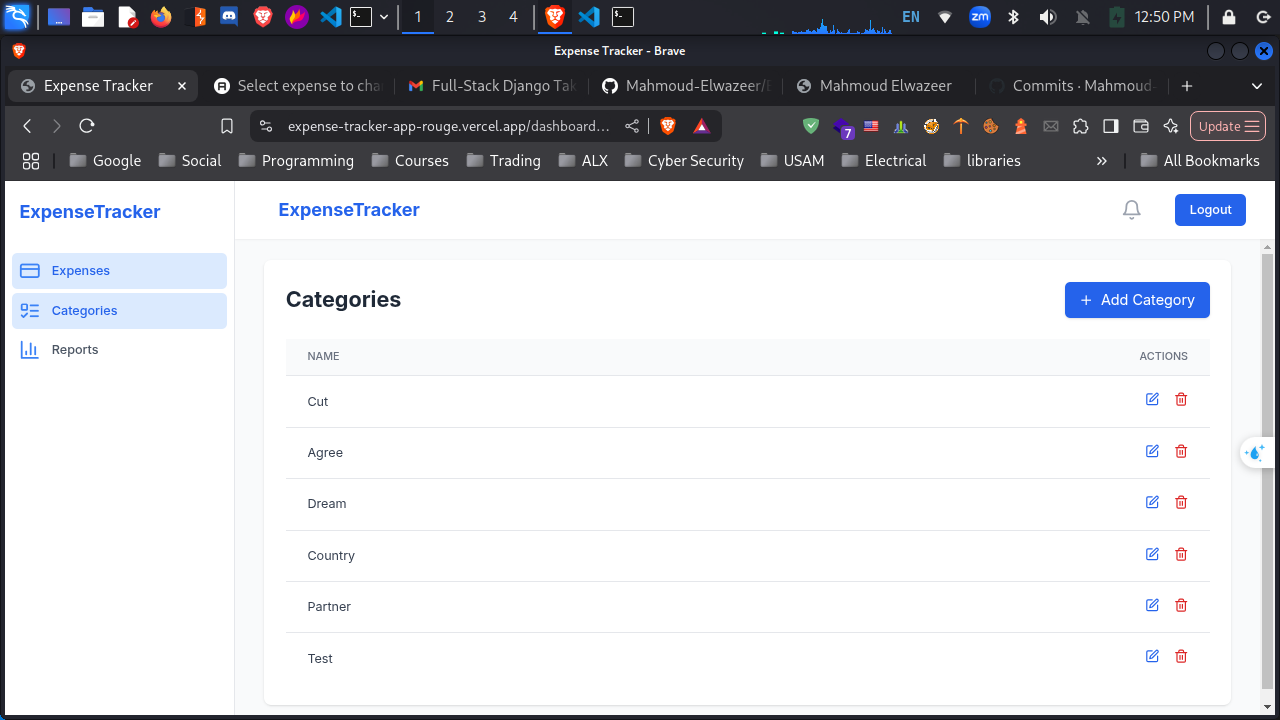 1 2 3 4 EN zm 12:50 PM
Expense Tracker - Brave
Expense Tracker Select expense to cha Full-Stack Django Tak Mahmoud-Elwazeer/E Mahmoud Elwazeer Commits · Mahmoud-
expense-tracker-app-rouge.vercel.app/dashboard... 7 Update
Google Social Programming Courses Trading ALX Cyber Security USAM Electrical libraries » All Bookmarks
ExpenseTracker
Expenses
Categories
Reports
ExpenseTracker
Logout
Categories
+ Add Category
NAME ACTIONS
Cut
Agree
Dream
Country
Partner
Test